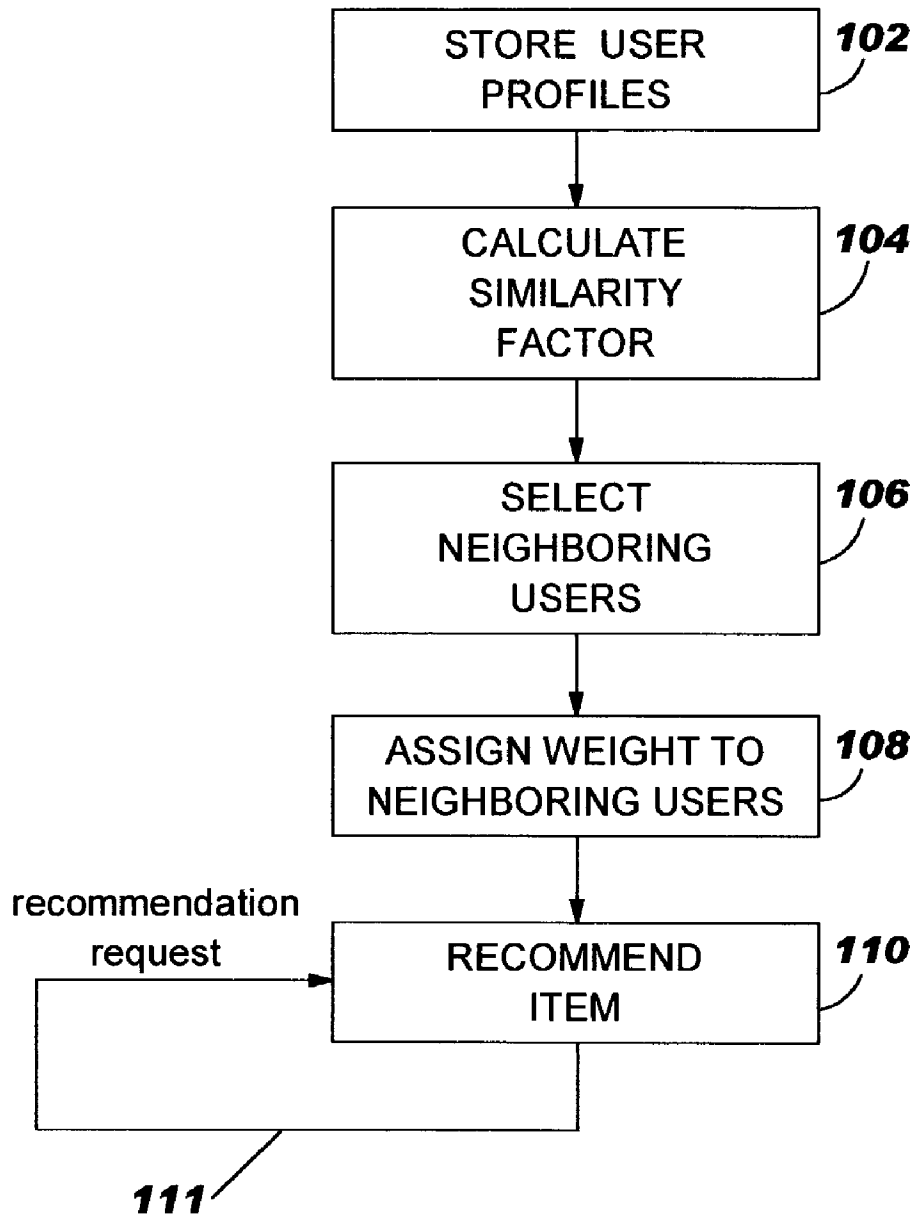 STORE USER
PROFILES
102
CALCULATE
SIMILARITY
FACTOR
104
SELECT
NEIGHBORING
USERS
106
ASSIGN WEIGHT TO
NEIGHBORING USERS
108
recommendation
request
RECOMMEND
ITEM
110
111